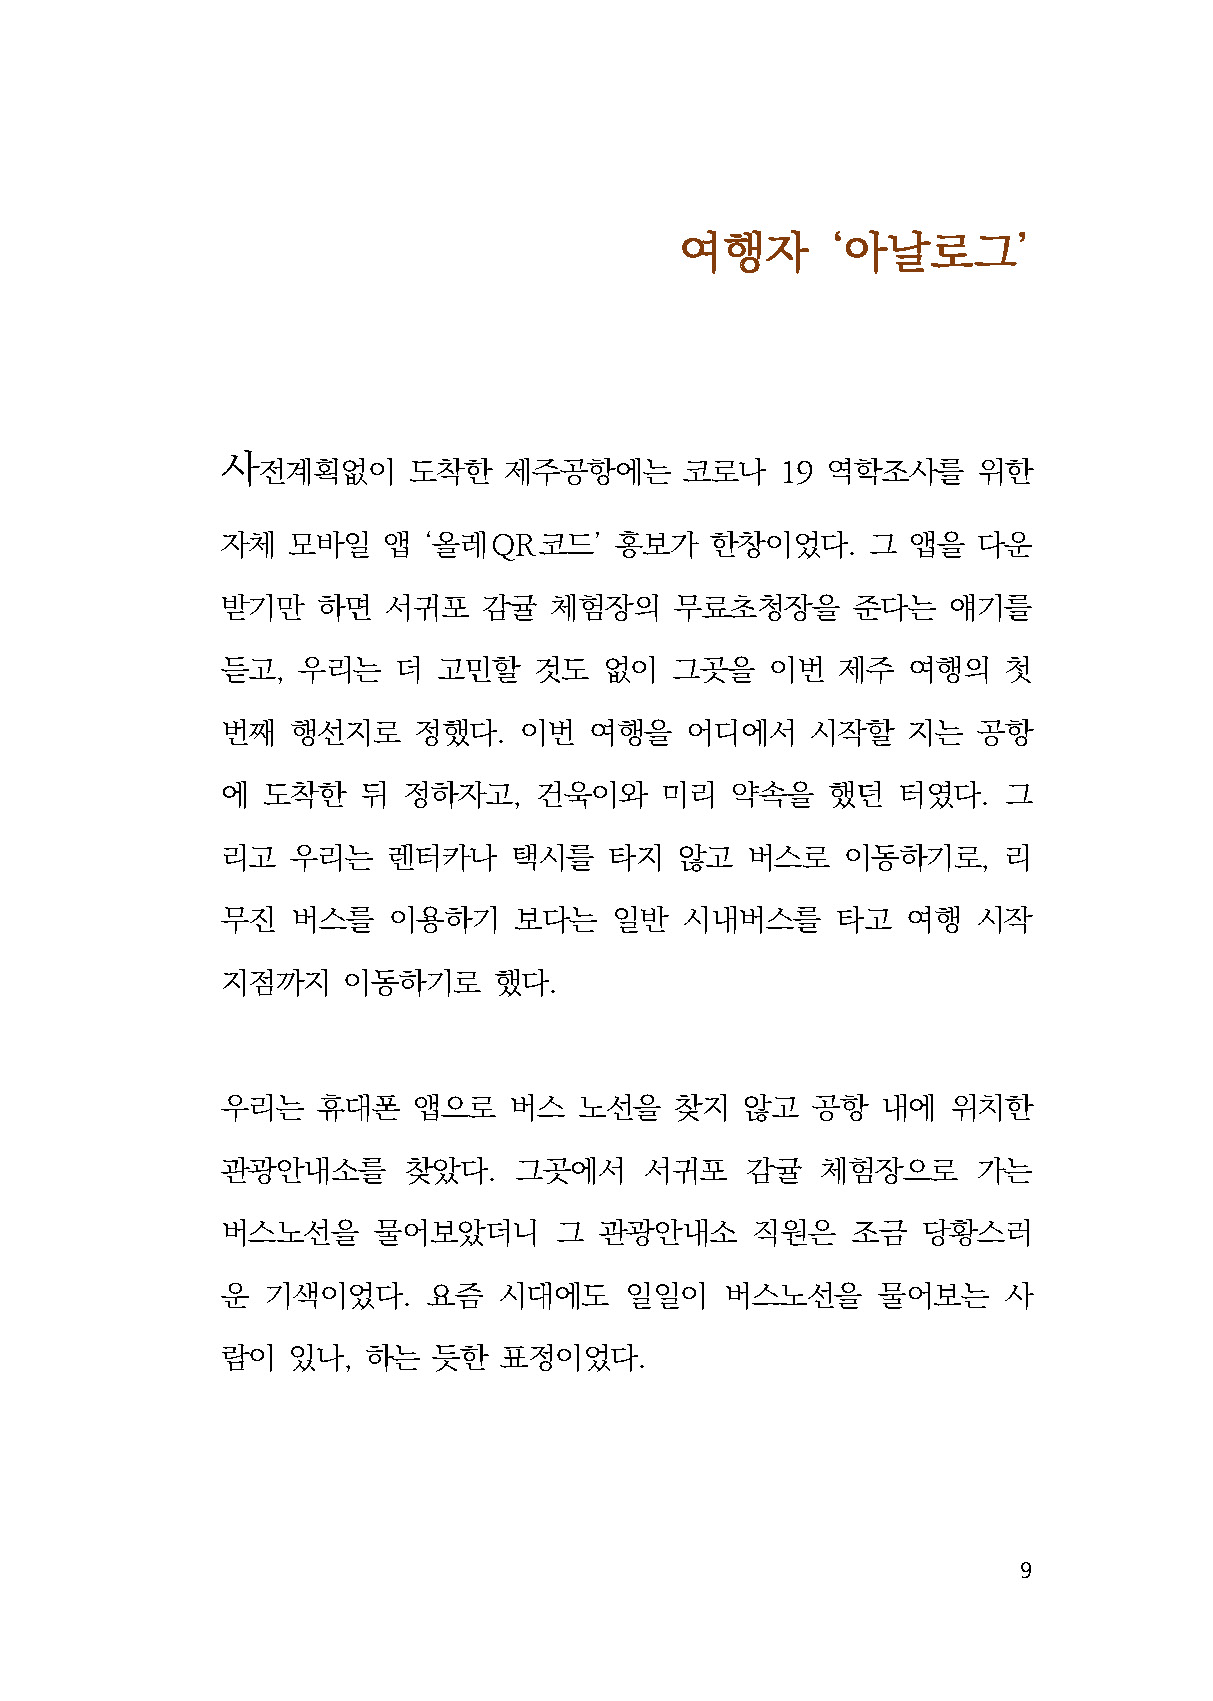 여행자 ‘아날로그’
사전계획없이 도착한 제주공항에는 코로나 19 역학조사를 위한
자체 모바일 앱 ‘올레QR코드’ 홍보가 한창이었다. 그 앱을 다운
받기만 하면 서귀포 감귤 체험장의 무료초청장을 준다는 얘기를
듣고, 우리는 더 고민할 것도 없이 그곳을 이번 제주 여행의 첫
번째 행선지로 정했다. 이번 여행을 어디에서 시작할 지는 공항
에 도착한 뒤 정하자고, 건욱이와 미리 약속을 했던 터였다. 그
리고 우리는 렌터카나 택시를 타지 않고 버스로 이동하기로, 리
무진 버스를 이용하기 보다는 일반 시내버스를 타고 여행 시작
지점까지 이동하기로 했다.
우리는 휴대폰 앱으로 버스 노선을 찾지 않고 공항 내에 위치한
관광안내소를 찾았다. 그곳에서 서귀포 감귤 체험장으로 가는
버스노선을 물어보았더니 그 관광안내소 직원은 조금 당황스러
운 기색이었다. 요즘 시대에도 일일이 버스노선을 물어보는 사
람이 있나, 하는 듯한 표정이었다.
9